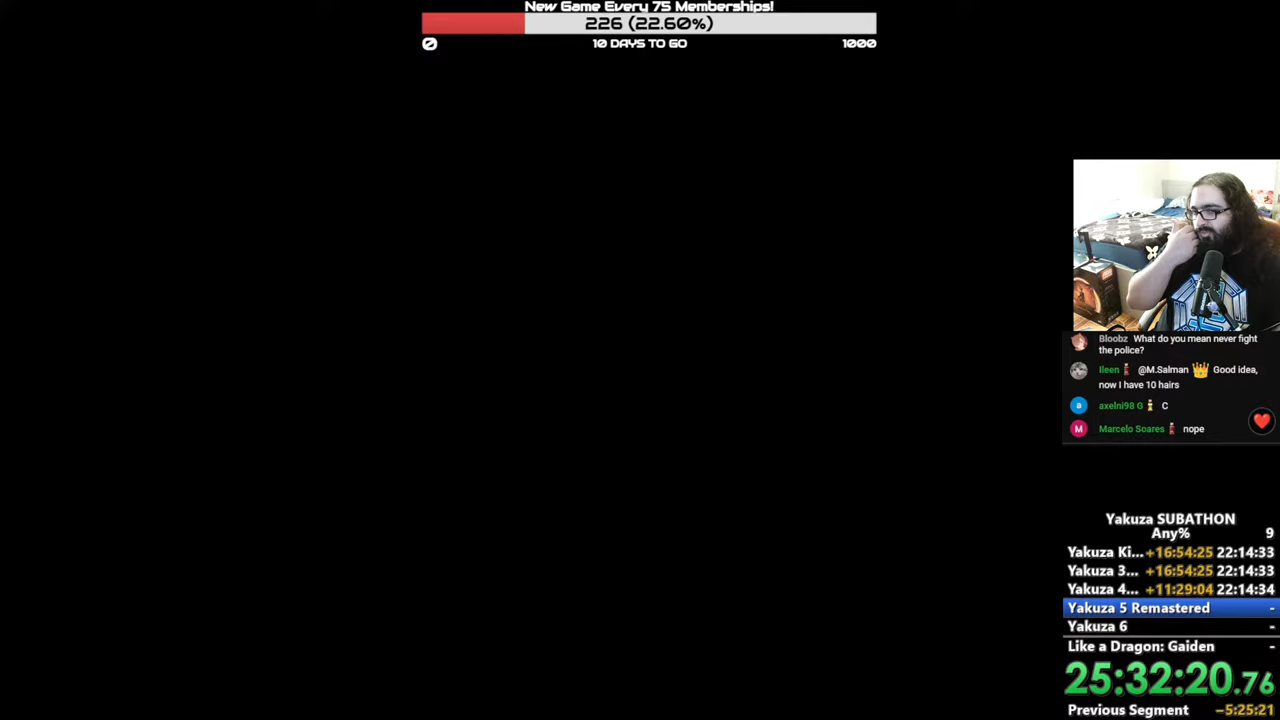 New Game Every 75 Memberships!
226 (22.60%)
0 10 DAYS TO GO 1000
Bloobz What do you mean never fight
the police?
Ileen @M.Salman Good idea,
now I have 10 hairs
axelni98 G C
Marcelo Soares nope
Yakuza SUBATHON
Any% 9
Yakuza Ki... +16:54:25 22:14:33
Yakuza 3... +16:54:25 22:14:33
Yakuza 4... +11:29:04 22:14:34
Yakuza 5 Remastered -
Yakuza 6 -
Like a Dragon: Gaiden -
25:32:20.76
Previous Segment −5:25:21